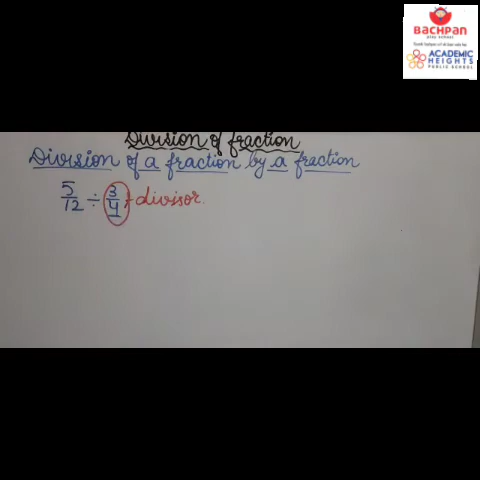 BACHPAN
play school
ACADEMIC
HEIGHTS
PUBLIC SCHOOL
Division of fraction
Division of a fraction by a fraction
5/12 ÷ 3/4 → divisor.